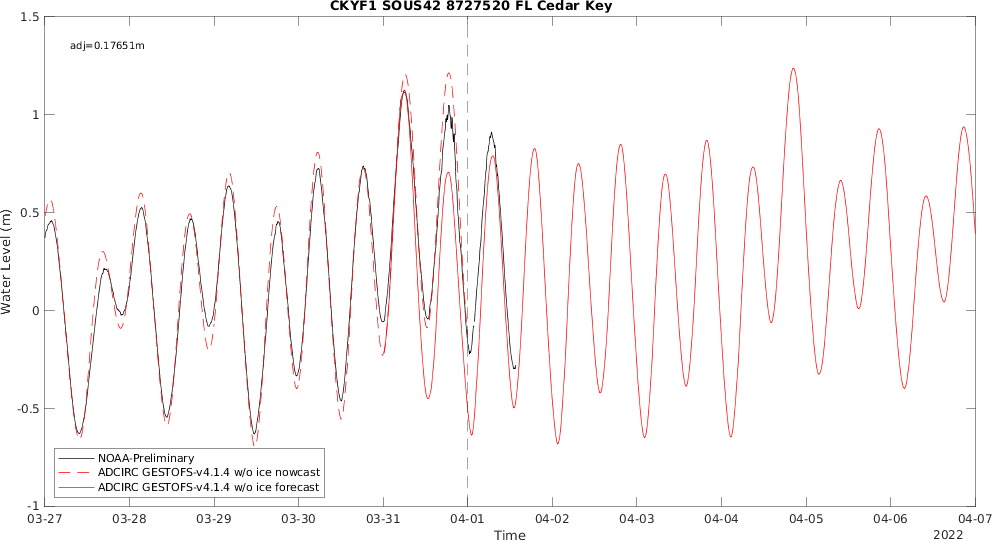 CKYF1 SOUS42 8727520 FL Cedar Key
adj=0.17651m
1.5
1
0.5
0
-0.5
-1
Water Level (m)
NOAA-Preliminary
ADCIRC GESTOFS-v4.1.4 w/o ice nowcast
ADCIRC GESTOFS-v4.1.4 w/o ice forecast
03-27 03-28 03-29 03-30 03-31 04-01 04-02 04-03 04-04 04-05 04-06 04-07
Time
2022